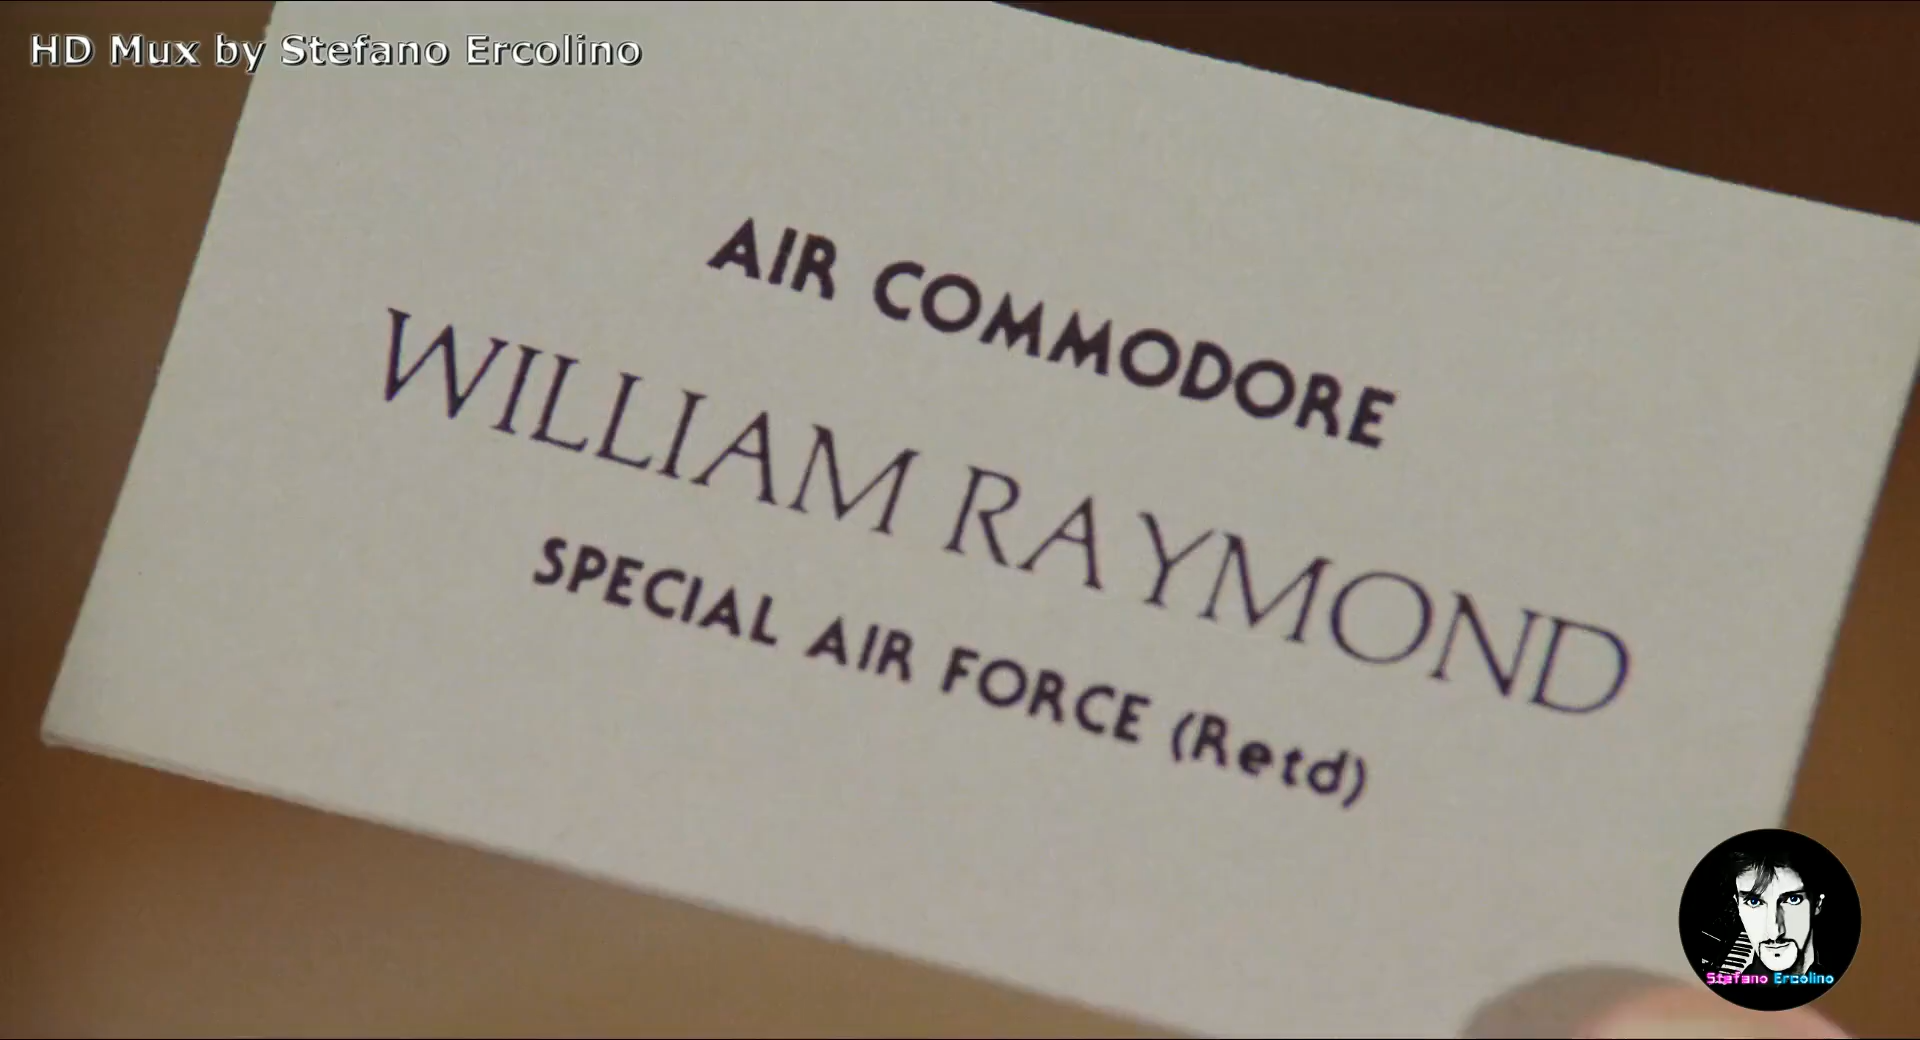 HD Mux by Stefano Ercolino
AIR COMMODORE
WILLIAM RAYMOND
SPECIAL AIR FORCE (Retd)
Stefano Ercolino